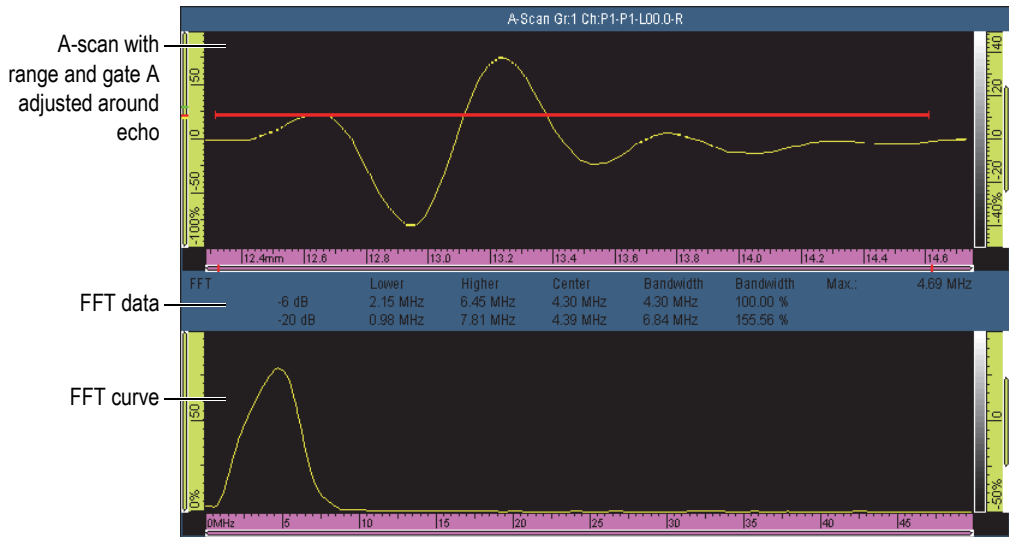 A-Scan Gr:1 Ch:P1-P1-L00.0-R
A-scan with
range and gate A
adjusted around
echo
50
0
-50
-100%
40
20
0
-20
-40%
12.4mm 12.6 12.8 13.0 13.2 13.4 13.6 13.8 14.0 14.2 14.4 14.6
FFT data
FFT Lower Higher Center Bandwidth Bandwidth Max.: 4.69 MHz
-6 dB 2.15 MHz 6.45 MHz 4.30 MHz 4.30 MHz 100.00 %
-20 dB 0.98 MHz 7.81 MHz 4.39 MHz 6.84 MHz 155.56 %
FFT curve
50
0%
0
-50%
0MHz 5 10 15 20 25 30 35 40 45